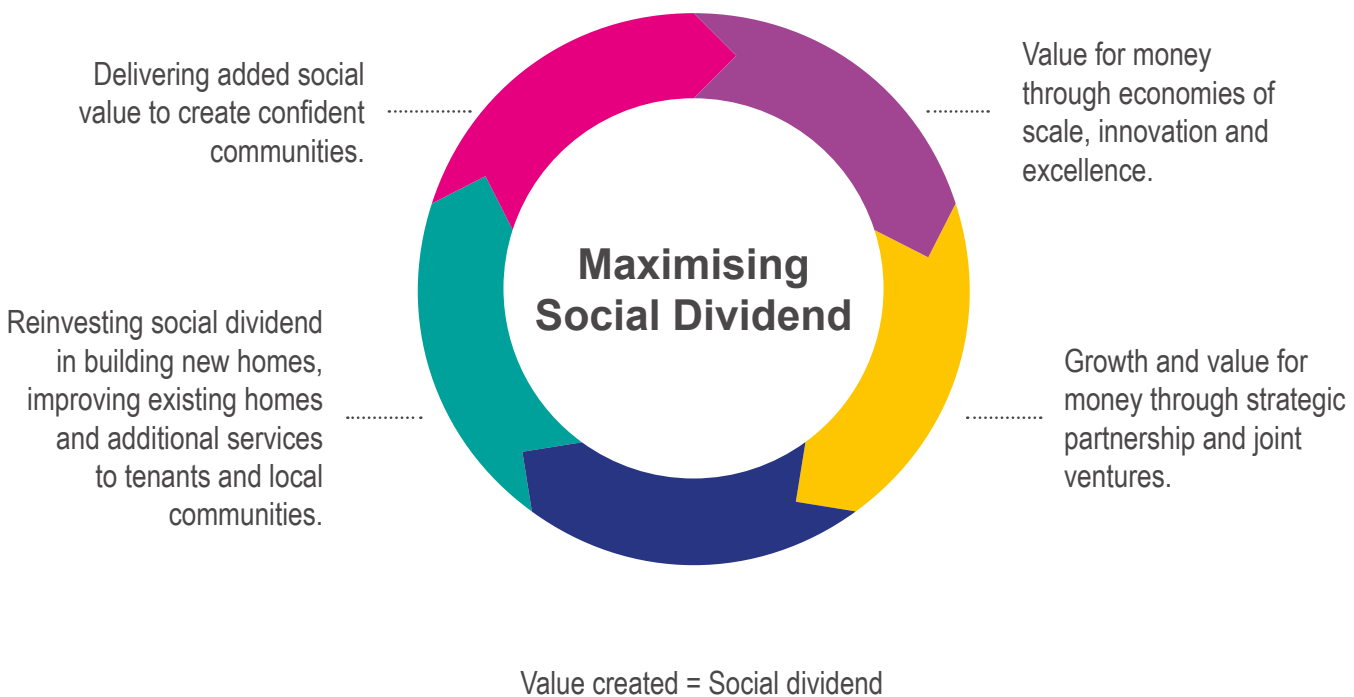 Delivering added social
value to create confident
communities.
Value for money
through economies of
scale, innovation and
excellence.
Maximising
Social Dividend
Reinvesting social dividend
in building new homes,
improving existing homes
and additional services
to tenants and local
communities.
Growth and value for
money through strategic
partnership and joint
ventures.
Value created = Social dividend